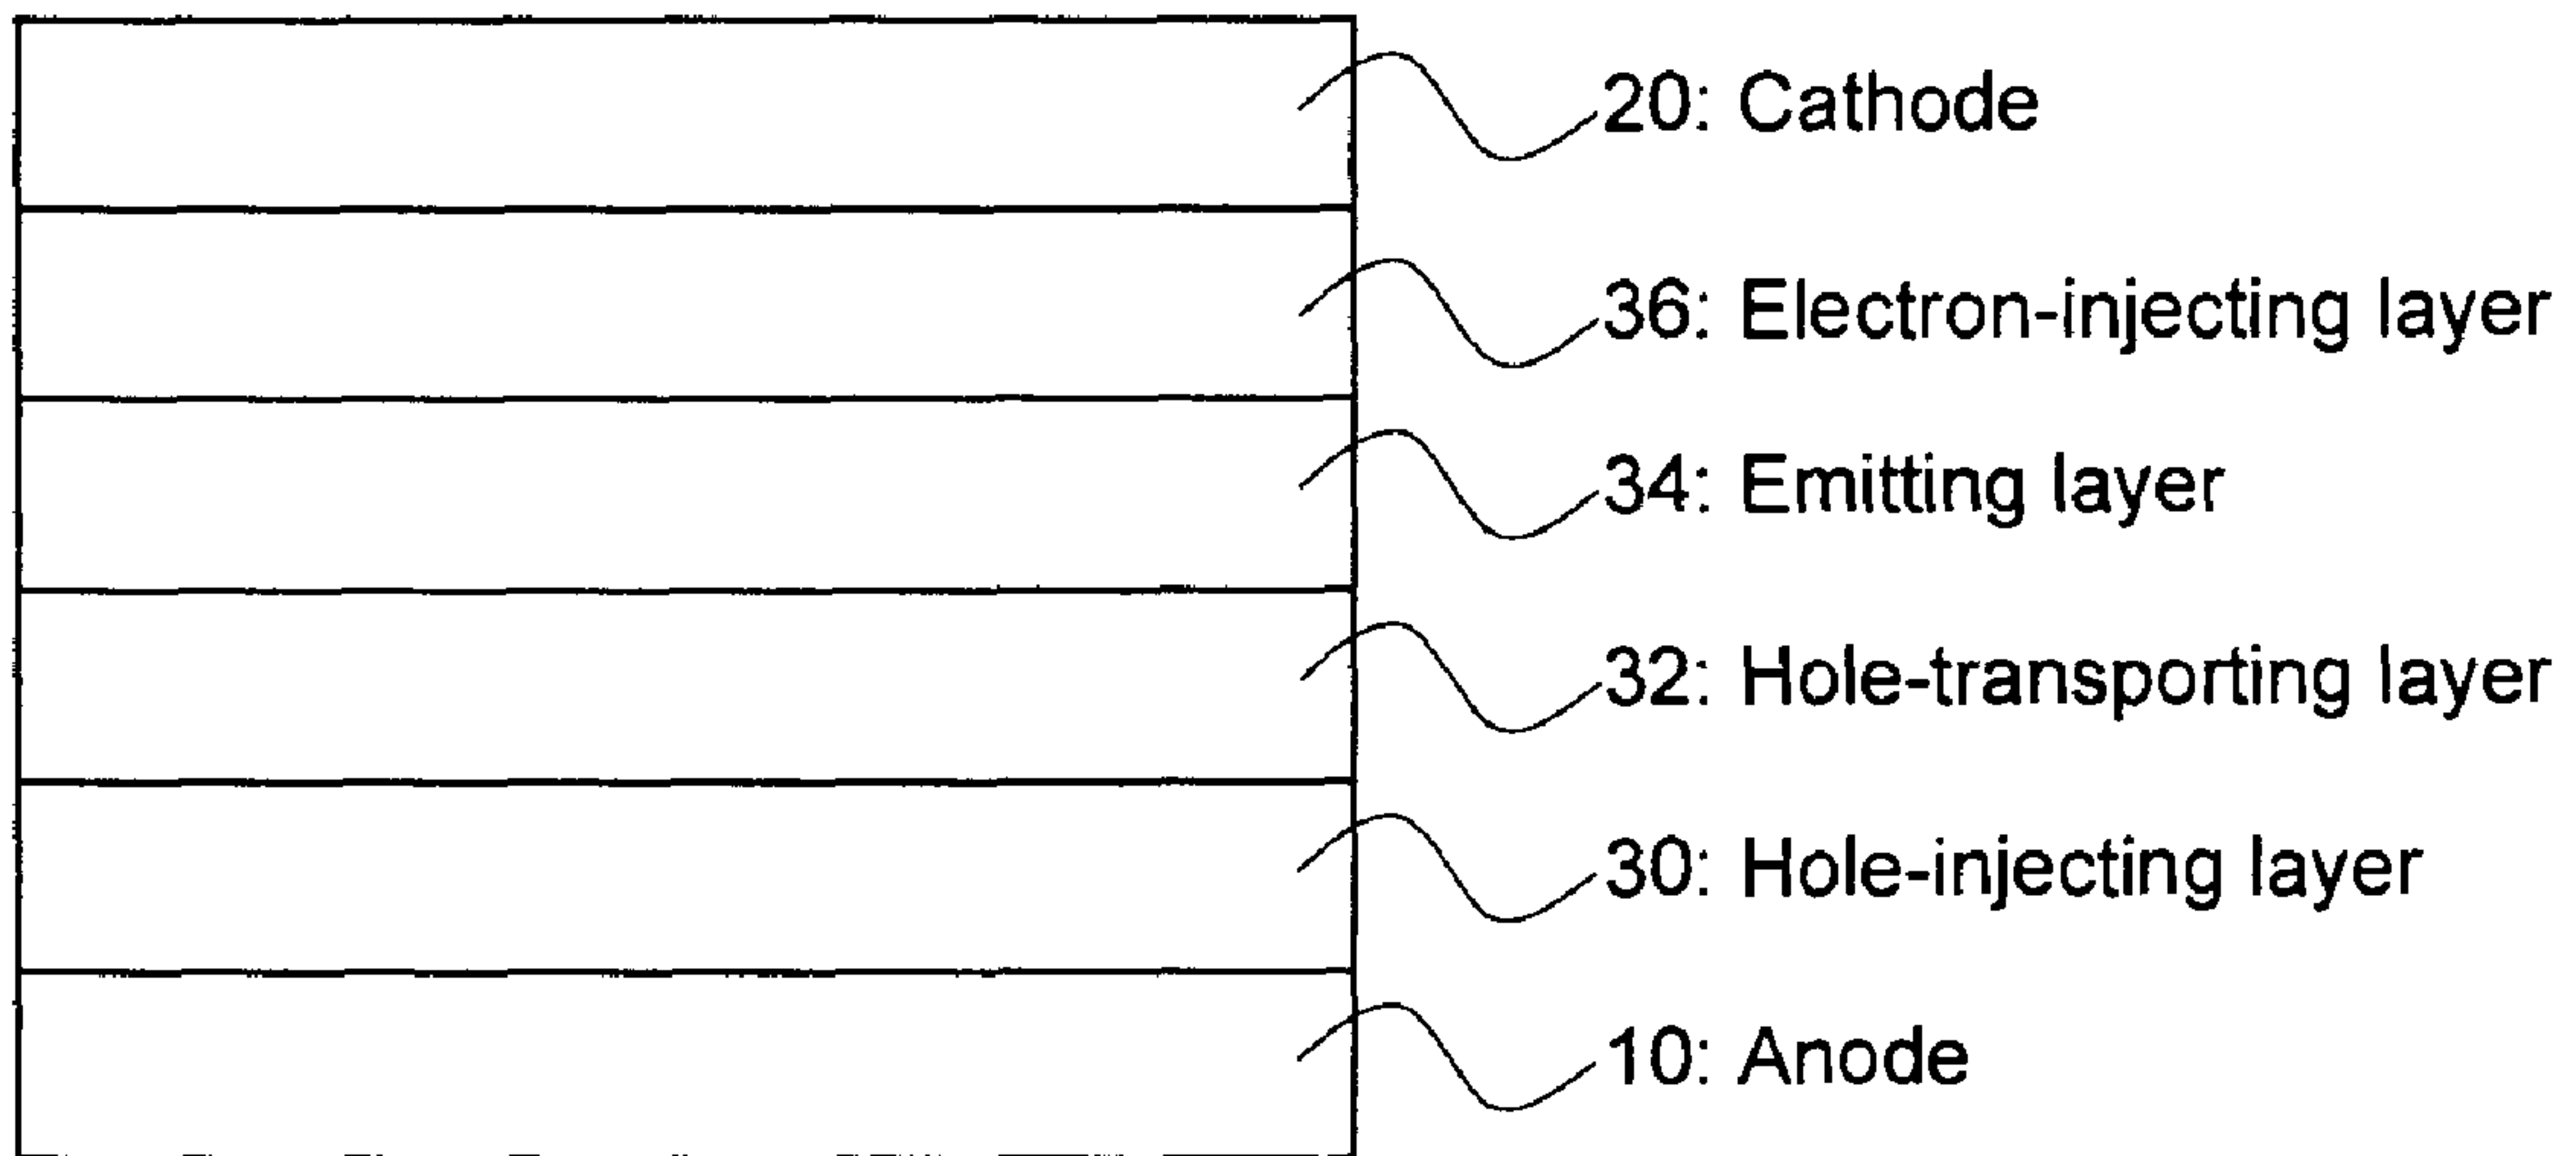 20: Cathode
36: Electron-injecting layer
34: Emitting layer
32: Hole-transporting layer
30: Hole-injecting layer
10: Anode